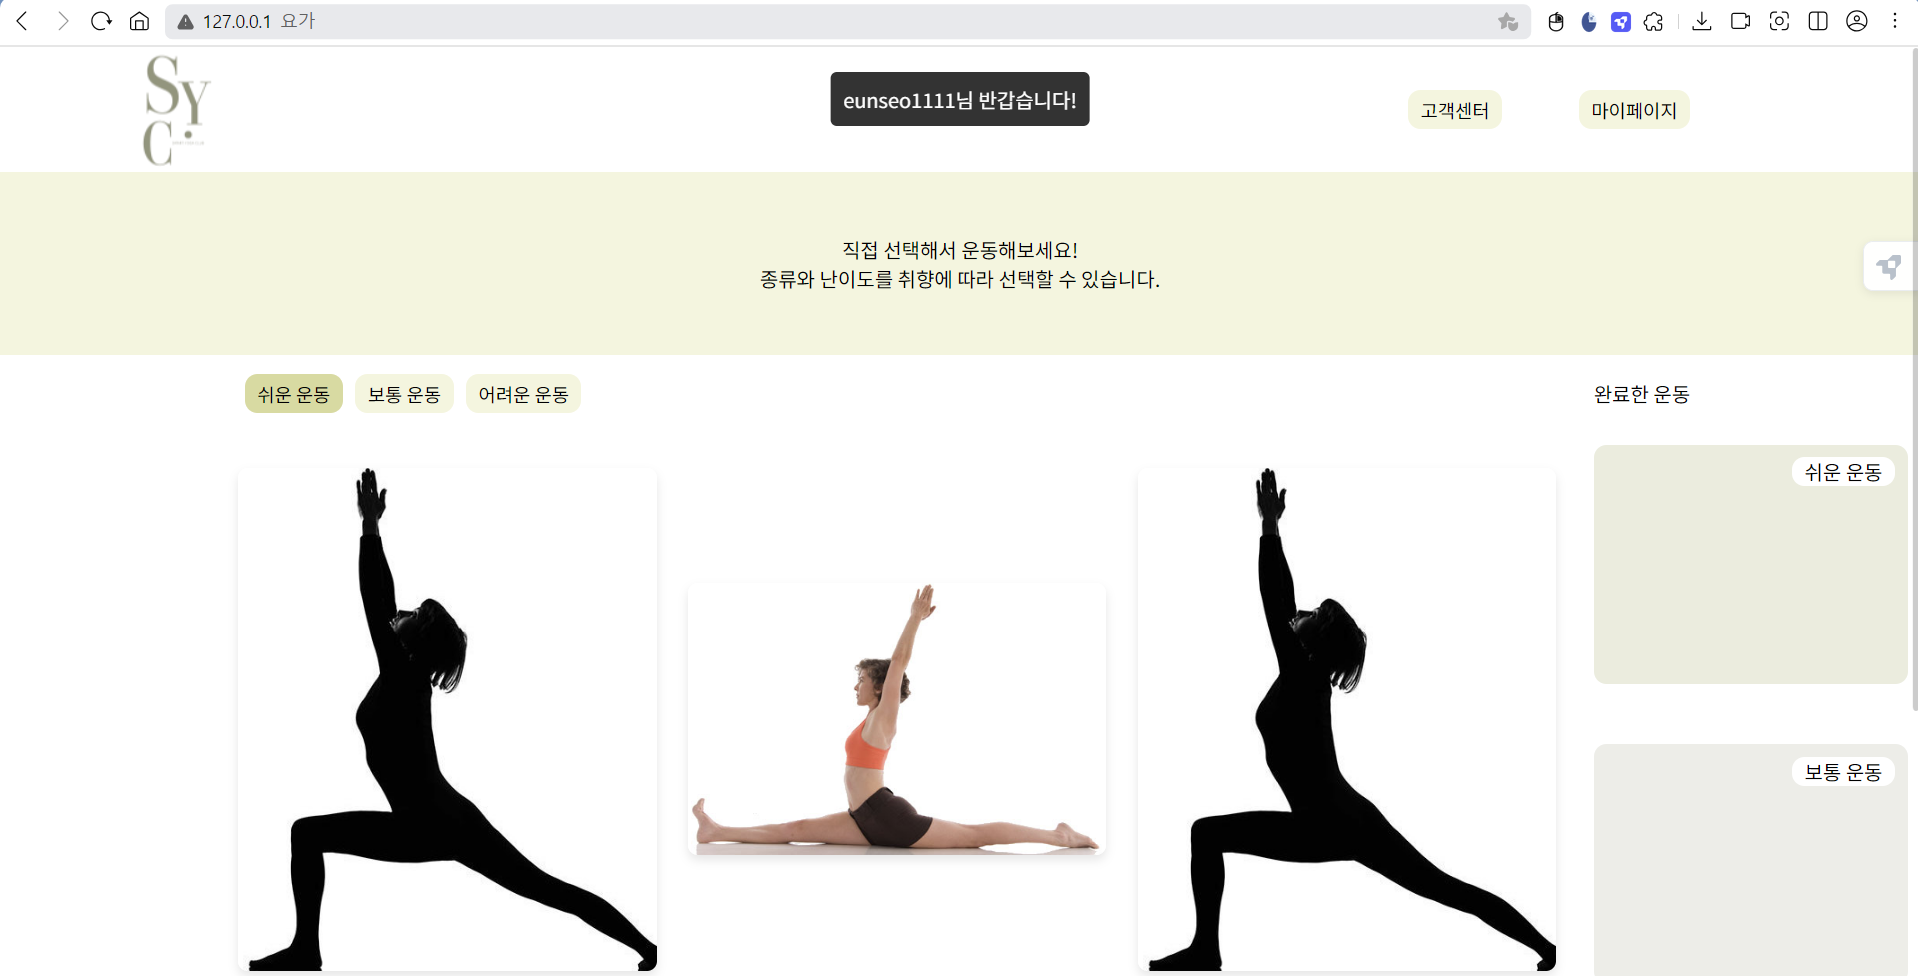 127.0.0.1 요가
SY
C.
eunseo1111님 반갑습니다!
고객센터
마이페이지
직접 선택해서 운동해보세요!
종류와 난이도를 취향에 따라 선택할 수 있습니다.
쉬운 운동
보통 운동
어려운 운동
완료한 운동
쉬운 운동
보통 운동